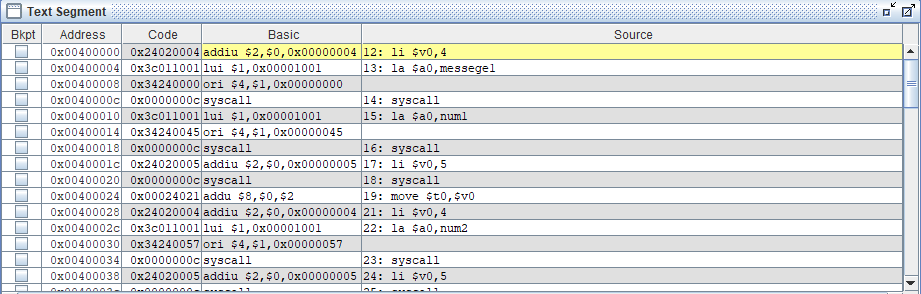 Text Segment
Bkpt Address Code Basic Source
0x00400000 0x24020004 addiu $2,$0,0x00000004 12: li $v0,4
0x00400004 0x3c011001 lui $1,0x00001001 13: la $a0,messege1
0x00400008 0x34240000 ori $4,$1,0x00000000
0x0040000c 0x0000000c syscall 14: syscall
0x00400010 0x3c011001 lui $1,0x00001001 15: la $a0,num1
0x00400014 0x34240045 ori $4,$1,0x00000045
0x00400018 0x0000000c syscall 16: syscall
0x0040001c 0x24020005 addiu $2,$0,0x00000005 17: li $v0,5
0x00400020 0x0000000c syscall 18: syscall
0x00400024 0x00024021 addu $8,$0,$2 19: move $t0,$v0
0x00400028 0x24020004 addiu $2,$0,0x00000004 21: li $v0,4
0x0040002c 0x3c011001 lui $1,0x00001001 22: la $a0,num2
0x00400030 0x34240057 ori $4,$1,0x00000057
0x00400034 0x0000000c syscall 23: syscall
0x00400038 0x24020005 addiu $2,$0,0x00000005 24: li $v0,5